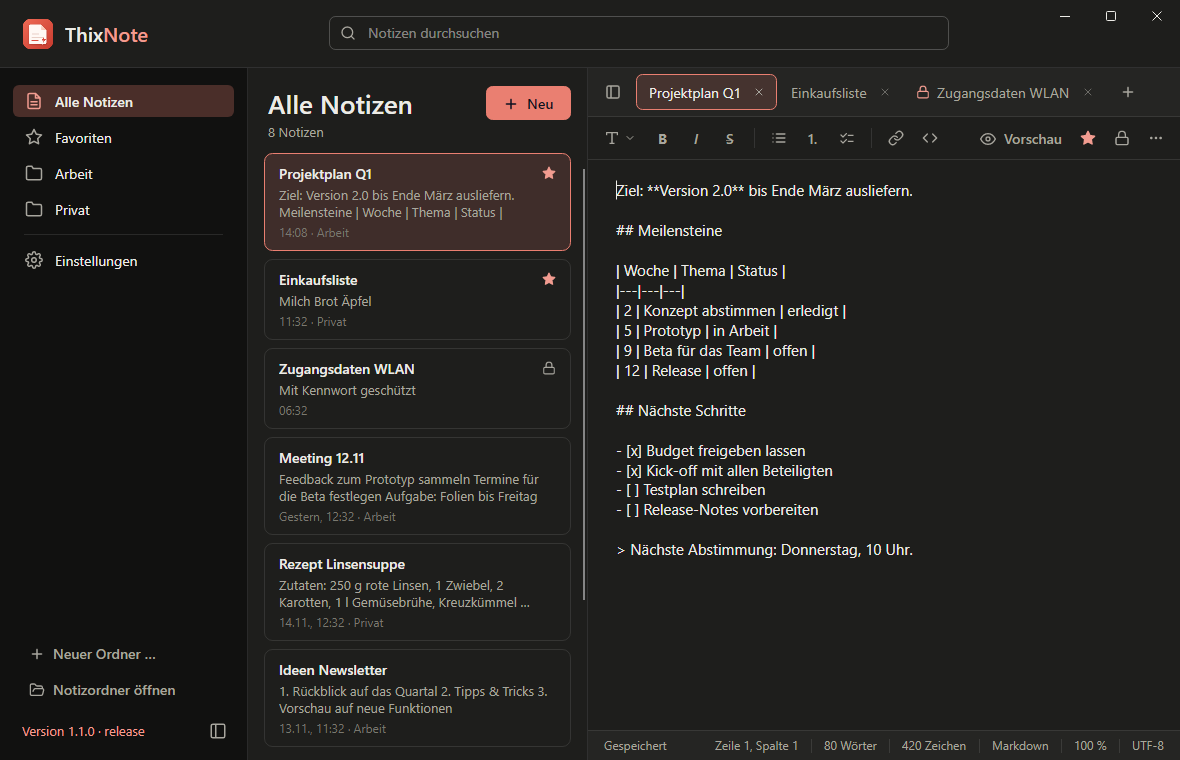 ThixNote
Notizen durchsuchen
Alle Notizen
Favoriten
Arbeit
Privat
Einstellungen
Neuer Ordner ...
Notizordner öffnen
Version 1.1.0 · release
Alle Notizen
+ Neu
8 Notizen
Projektplan Q1
Ziel: Version 2.0 bis Ende März ausliefern.
Meilensteine | Woche | Thema | Status |
14:08 · Arbeit
Einkaufsliste
Milch Brot Äpfel
11:32 · Privat
Zugangsdaten WLAN
Mit Kennwort geschützt
06:32
Meeting 12.11
Feedback zum Prototyp sammeln Termine für
die Beta festlegen Aufgabe: Folien bis Freitag
Gestern, 12:32 · Arbeit
Rezept Linsensuppe
Zutaten: 250 g rote Linsen, 1 Zwiebel, 2
Karotten, 1 l Gemüsebrühe, Kreuzkümmel ...
14.11., 12:32 · Privat
Ideen Newsletter
1. Rückblick auf das Quartal 2. Tipps & Tricks 3.
Vorschau auf neue Funktionen
13.11., 11:32 · Arbeit
Projektplan Q1
Einkaufsliste
Zugangsdaten WLAN
T B I S 1. Vorschau
Ziel: **Version 2.0** bis Ende März ausliefern.
## Meilensteine
| Woche | Thema | Status |
|---|---|---|
| 2 | Konzept abstimmen | erledigt |
| 5 | Prototyp | in Arbeit |
| 9 | Beta für das Team | offen |
| 12 | Release | offen |
## Nächste Schritte
- [x] Budget freigeben lassen
- [x] Kick-off mit allen Beteiligten
- [ ] Testplan schreiben
- [ ] Release-Notes vorbereiten
> Nächste Abstimmung: Donnerstag, 10 Uhr.
Gespeichert
Zeile 1, Spalte 1
80 Wörter
420 Zeichen
Markdown
100 %
UTF-8